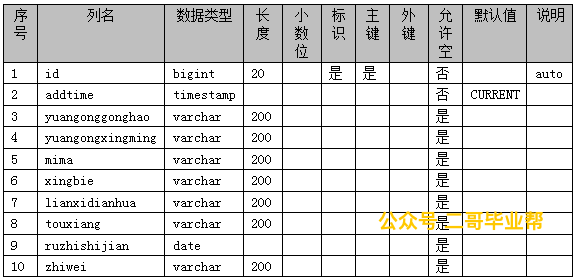 序号 列名 数据类型 长度 小数位 标识 主键 外键 允许空 默认值 说明
1 id bigint 20 是 是 否 auto
2 addtime timestamp 否 CURRENT
3 yuangonggonghao varchar 200 是
4 yuangongxingming varchar 200 是
5 mima varchar 200 是
6 xingbie varchar 200 是
7 lianxidianhua varchar 200 是
8 touxiang varchar 200 是
公众号 二哥毕业帮
9 ruzhishijian date 是
10 zhiwei varchar 200 是